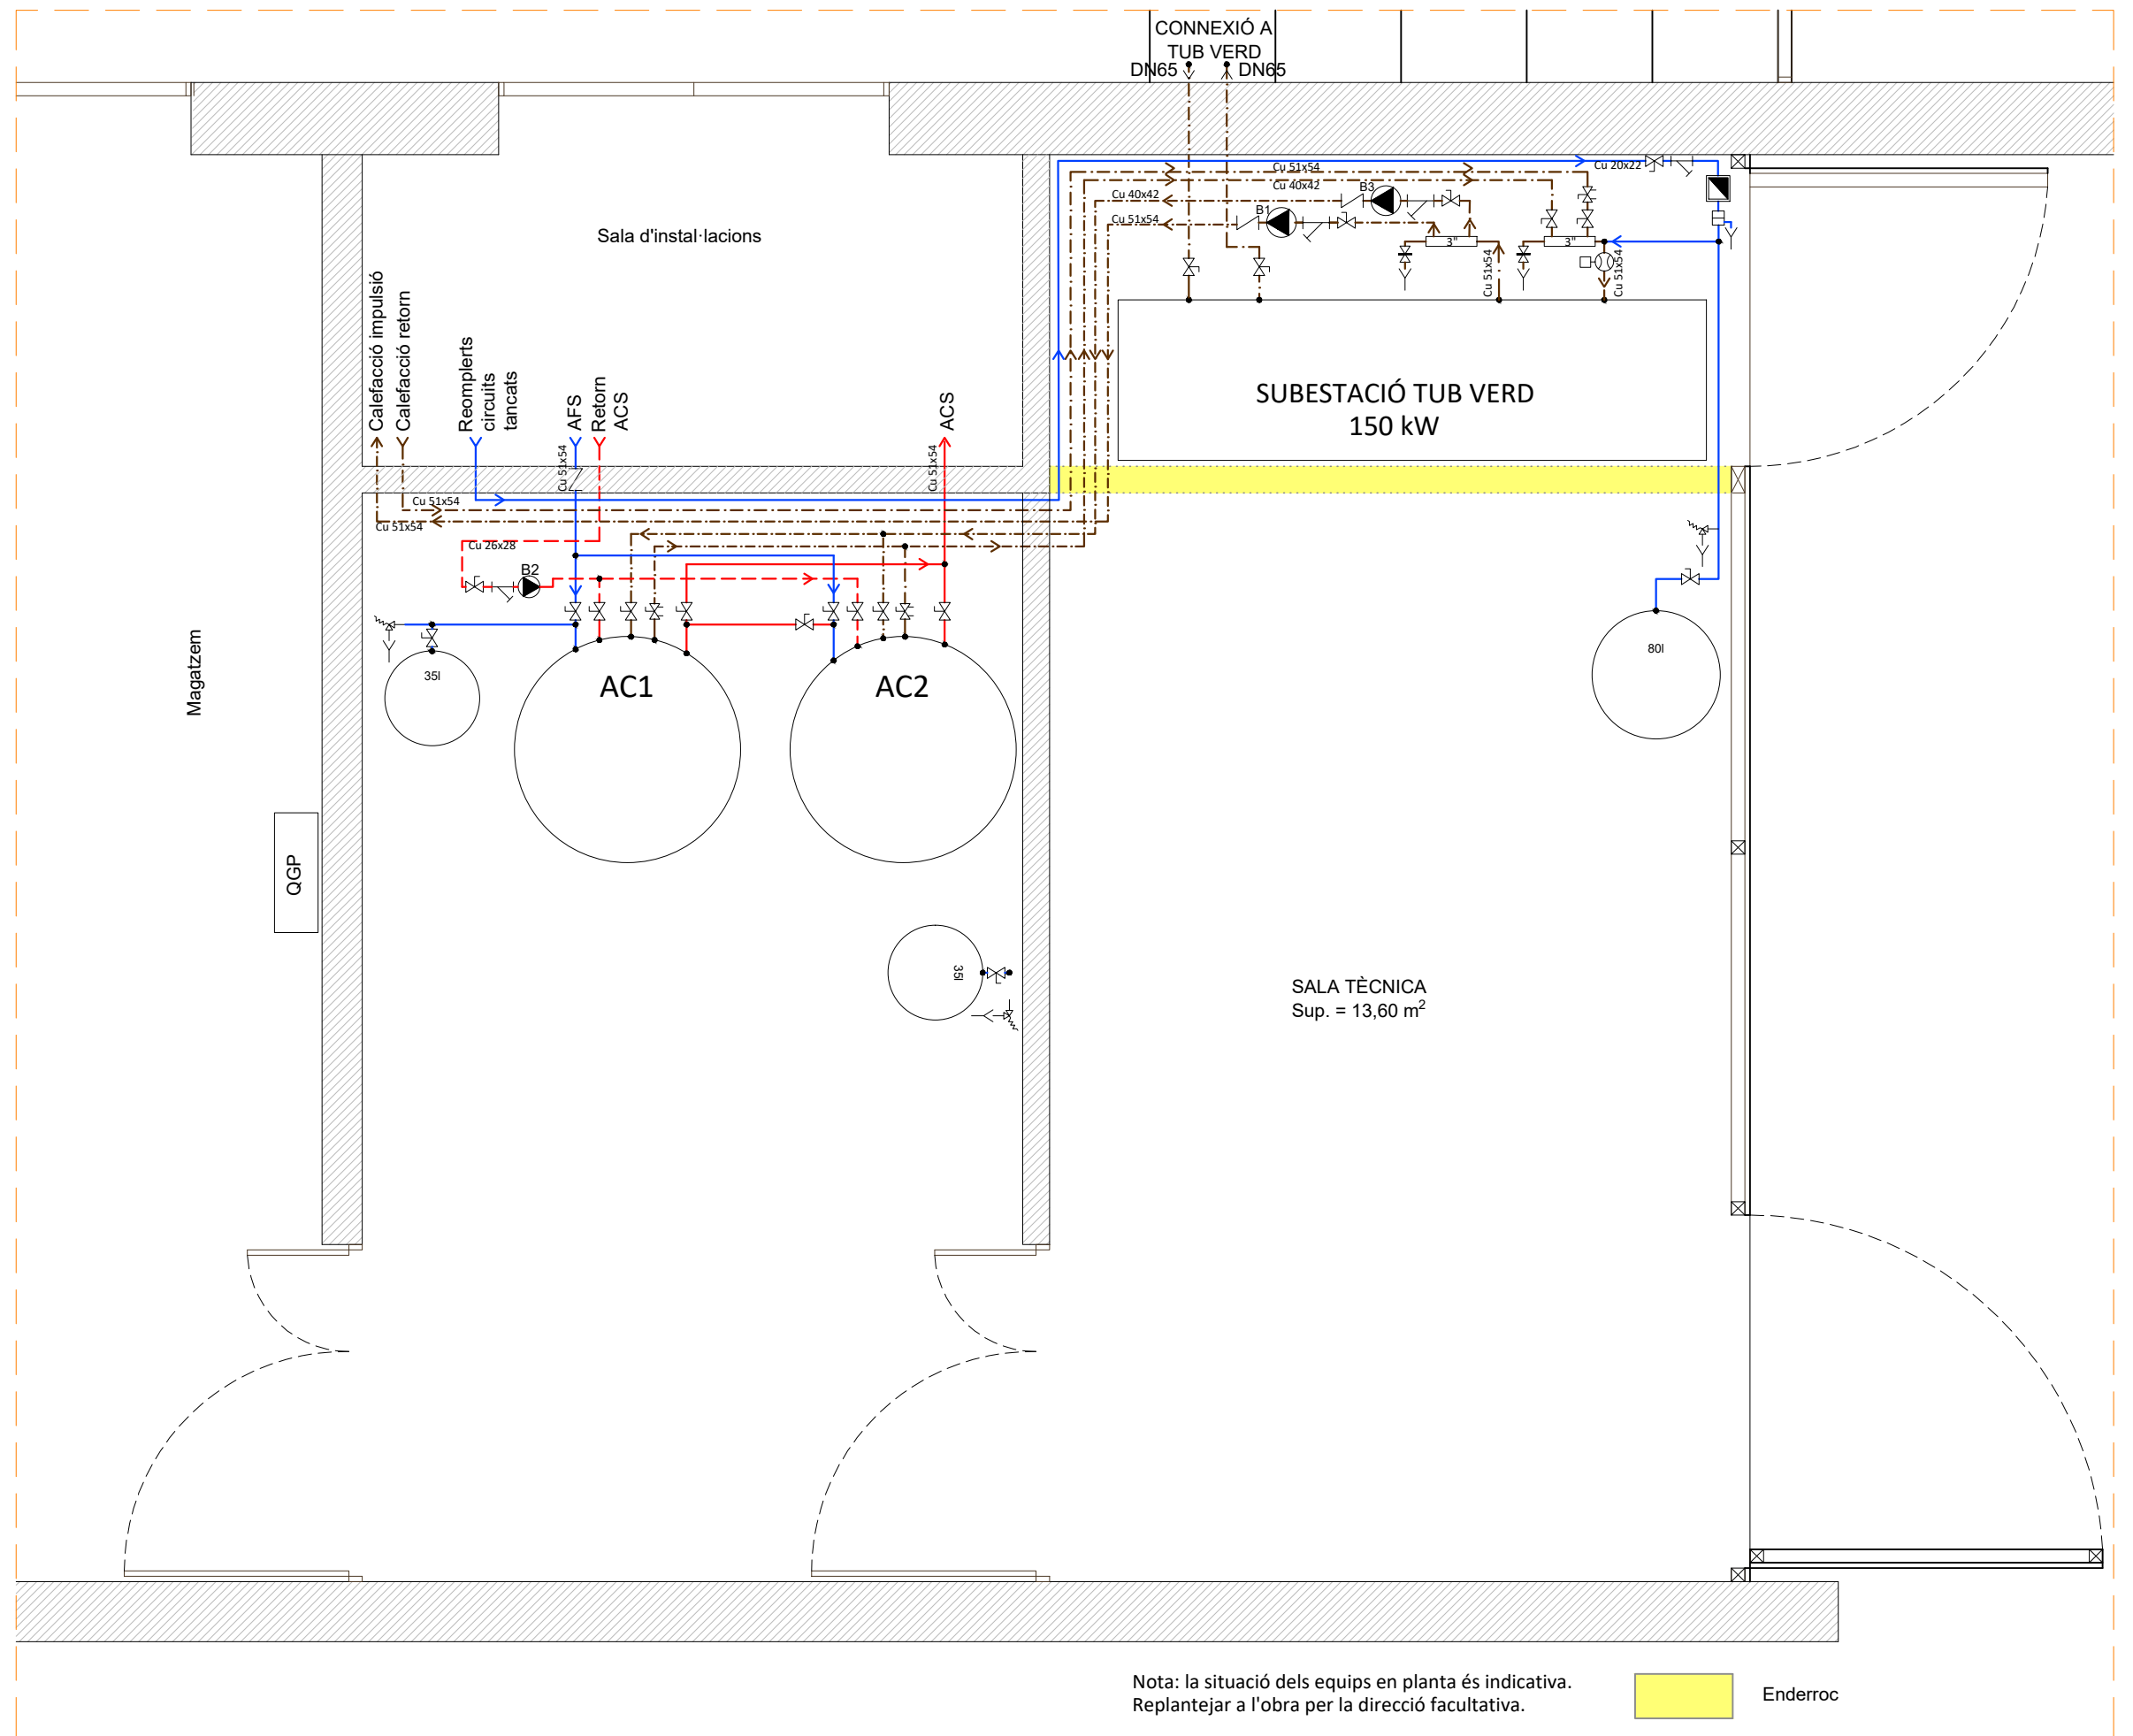 CONNEXIÓ A
TUB VERD
DN65
DN65
Cu 51x54
Cu 20x22
Cu 40x42
B3
Cu 40x42
B1
Cu 51x54
3"
3"
Cu 51x54
Cu 51x54
Sala d'instal·lacions
Calefacció impulsió
Calefacció retorn
Reomplerts
circuits
tancats
AFS
Retorn
ACS
ACS
SUBESTACIÓ TUB VERD
150 kW
Cu 51x54
Cu 51x54
Cu 51x54
Cu 51x54
Cu 26x28
B2
35l
AC1
AC2
80l
Magatzem
QGP
35l
SALA TÈCNICA
Sup. = 13,60 m²
Nota: la situació dels equips en planta és indicativa.
Replantejar a l'obra per la direcció facultativa.
Enderroc